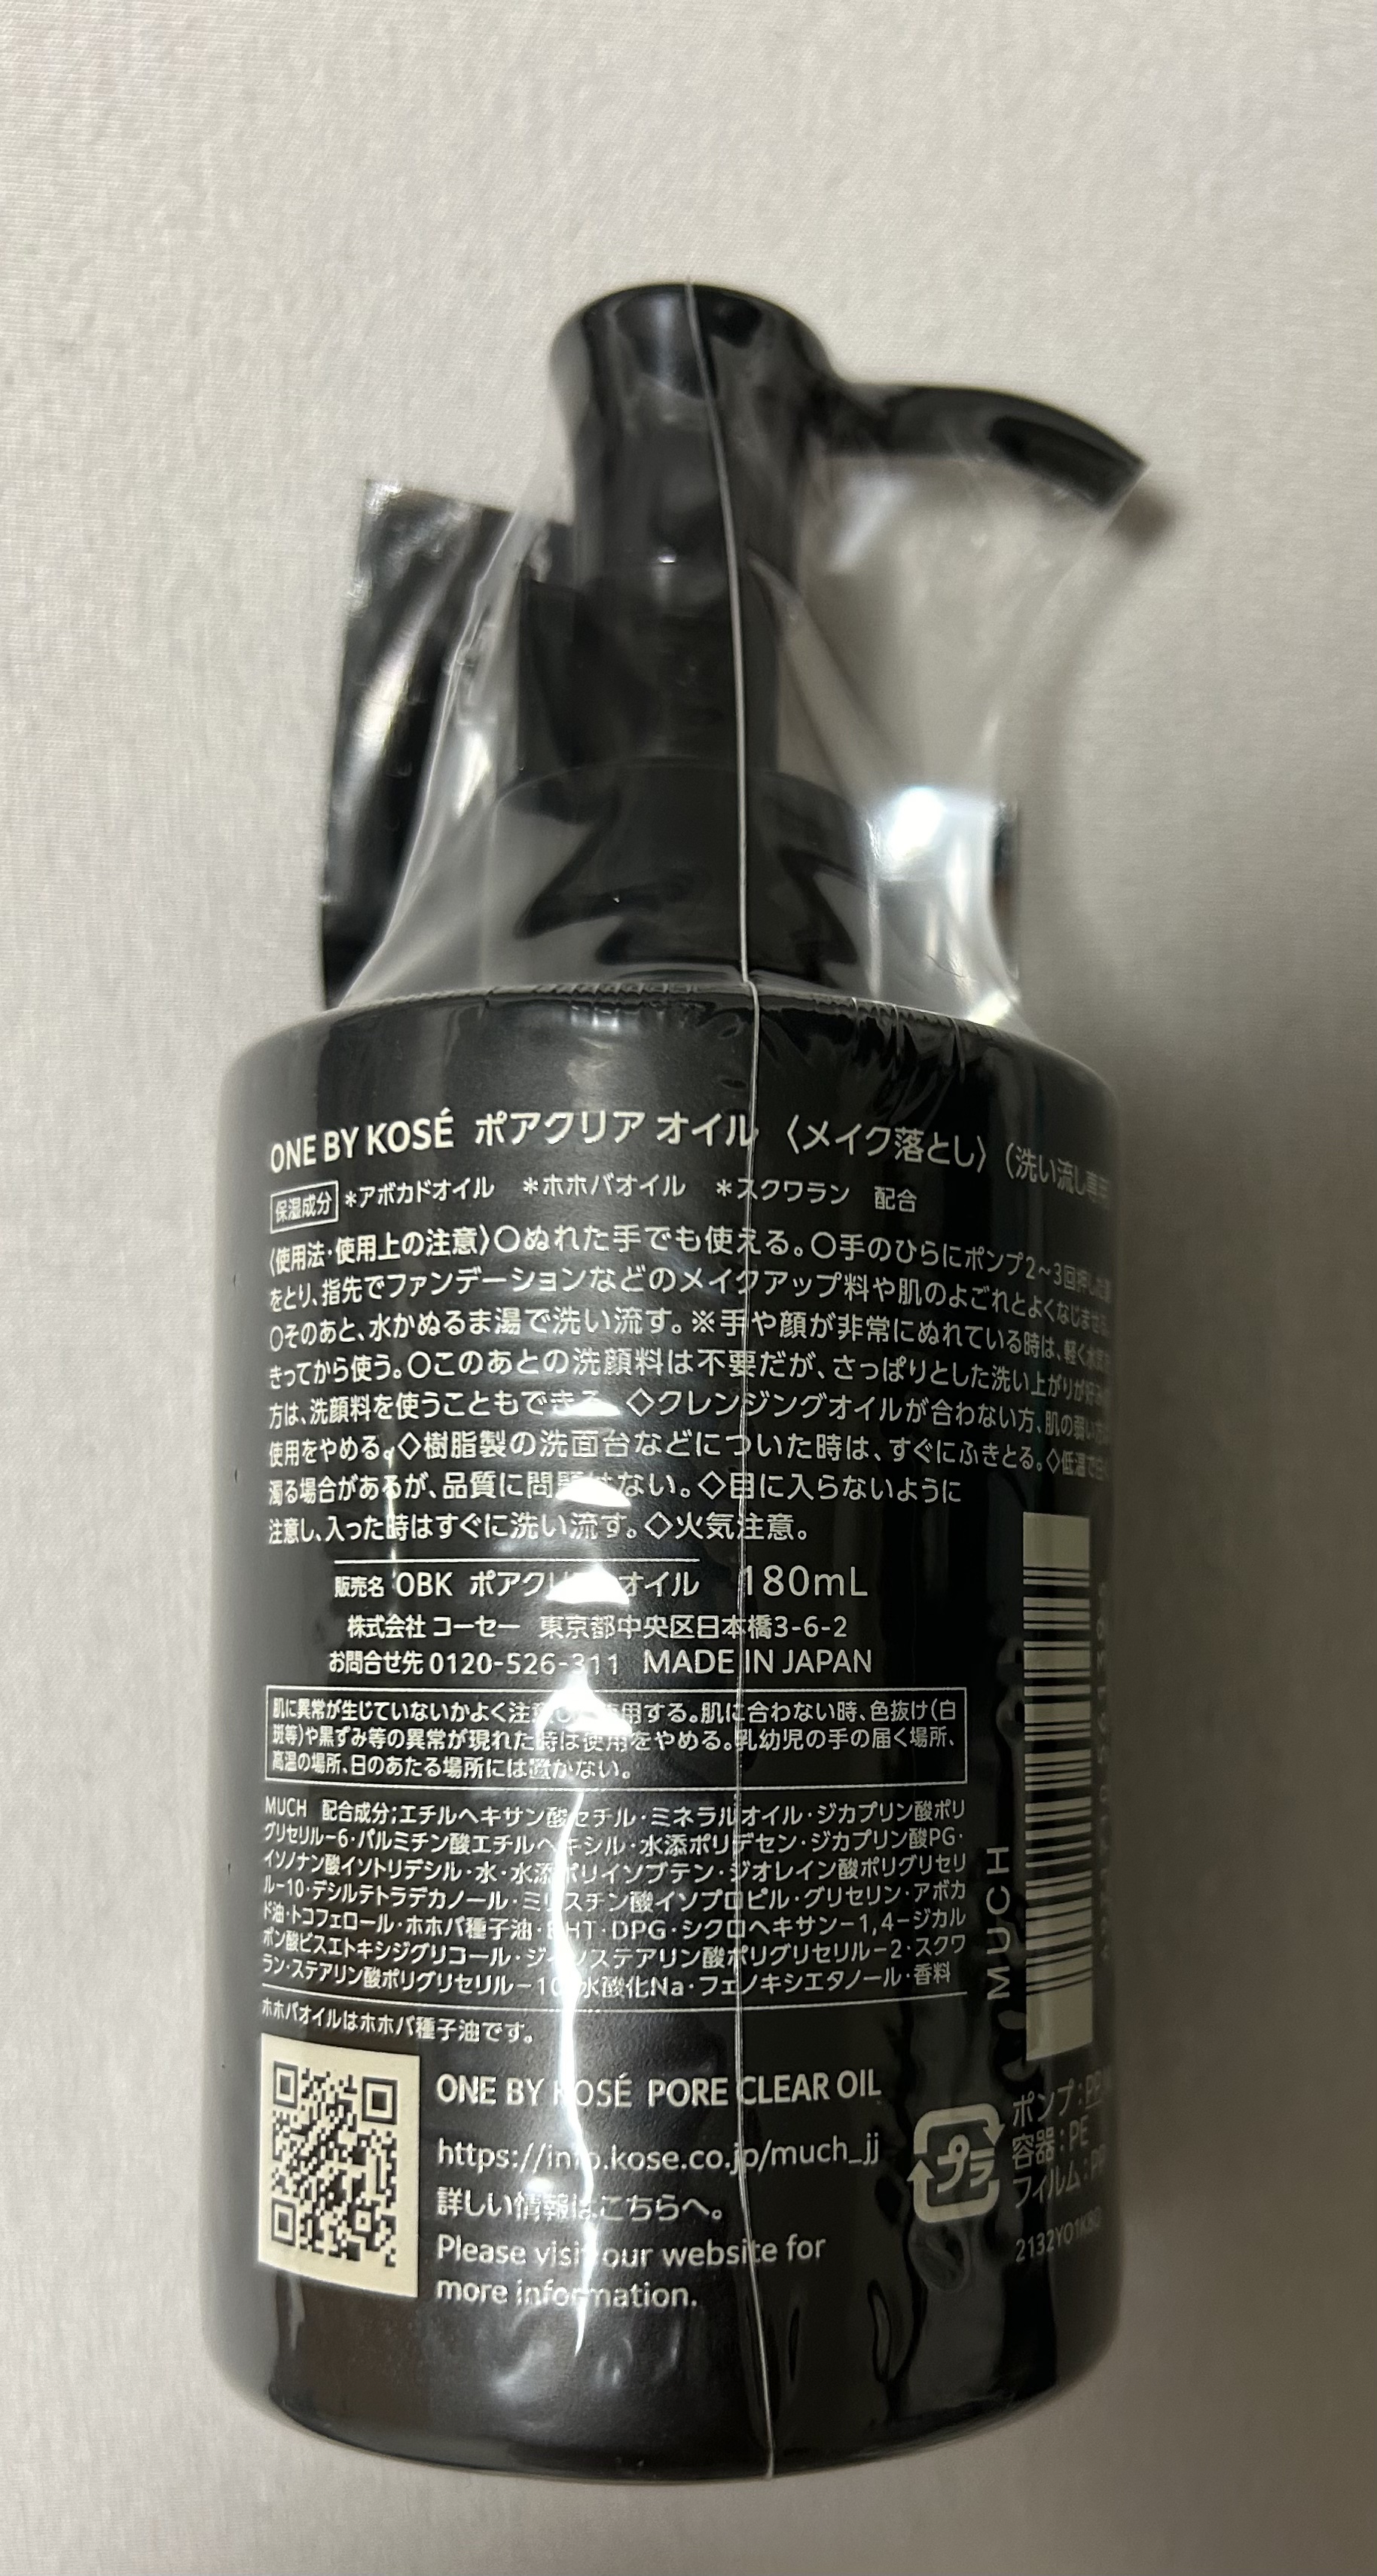 ONE BY KOSÉ ポアクリア オイル 〈メイク落とし〉(洗い流し専用
保湿成分 *アボカドオイル *ホホバオイル *スクワラン 配合
〈使用法・使用上の注意〉○ぬれた手でも使える。○手のひらにポンプ2~3回押し
をとり、指先でファンデーションなどのメイクアップ料や肌のよごれとよくなじませる。
○そのあと、水かぬるま湯で洗い流す。※手や顔が非常にぬれている時は、軽く水気を
きってから使う。○このあとの洗顔料は不要だが、さっぱりとした洗い上がりが好み
方は、洗顔料を使うこともできる。◇クレンジングオイルが合わない方、肌の弱い方は
使用をやめる。◇樹脂製の洗面台などについた時は、すぐにふきとる。◇低温で白く
濁る場合があるが、品質に問題はない。◇目に入らないように
注意し、入った時はすぐに洗い流す。◇火気注意。
販売名 OBK ポアクリア オイル 180mL
株式会社 コーセー 東京都中央区日本橋3-6-2
お問合せ先 0120-526-311 MADE IN JAPAN
肌に異常が生じていないかよく注意して使用する。肌に合わない時、色抜け(白
斑等)や黒ずみ等の異常が現れた時は使用をやめる。乳幼児の手の届く場所、
高温の場所、日のあたる場所には置かない。
MUCH 配合成分;エチルヘキサン酸セチル・ミネラルオイル・ジカプリン酸ポリ
グリセリル-6・パルミチン酸エチルヘキシル・水添ポリデセン・ジカプリン酸PG・
イソノナン酸イソトリデシル・水・水添ポリイソブテン・ジオレイン酸ポリグリセリ
ル-10・デシルテトラデカノール・ミリスチン酸イソプロピル・グリセリン・アボカ
ド油・トコフェロール・ホホバ種子油・BHT・DPG・シクロヘキサン-1,4-ジカル
ボン酸ビスエトキシジグリコール・ジイソステアリン酸ポリグリセリル-2・スクワ
ラン・ステアリン酸ポリグリセリル-10・水酸化Na・フェノキシエタノール・香料
ホホバオイルはホホバ種子油です。
ONE BY KOSÉ PORE CLEAR OIL
https://info.kose.co.jp/much_jj
詳しい情報はこちらへ。
Please visit our website for
more information.
MUCH
プラ
ポンプ:PP
容器:PE
フィルム:PP
2132Y01K80